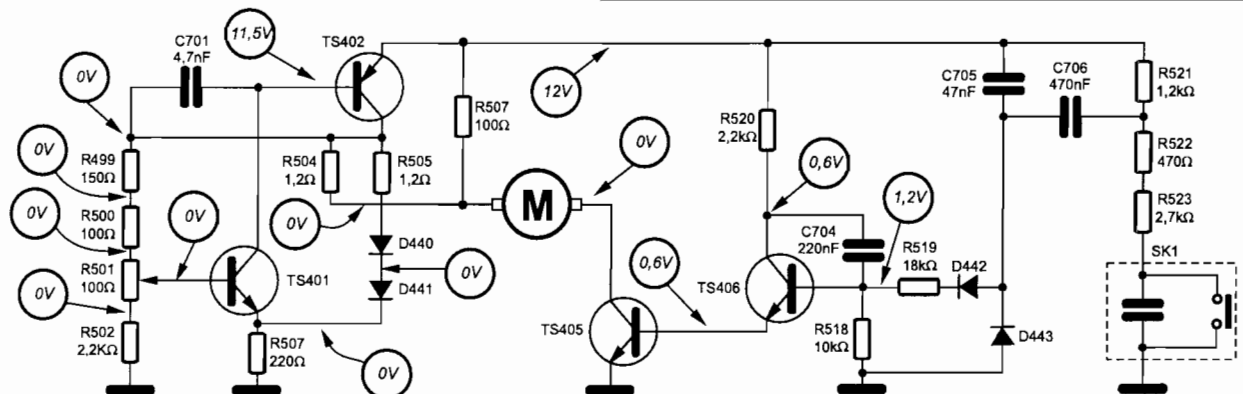 C701
4,7nF
11,5V
TS402
0V
12V
R507
100Ω
C705
47nF
C706
470nF
R521
1,2kΩ
R520
2,2kΩ
R522
470Ω
0V
R499
150Ω
R504
1,2Ω
R505
1,2Ω
0V
0,6V
R523
2,7kΩ
0V
R500
100Ω
0V
0V
M
1,2V
C704
220nF
R519
18kΩ
D442
SK1
D440
0V
D441
R501
100Ω
TS401
0V
0,6V
TS406
R502
2,2KΩ
R507
220Ω
0V
TS405
R518
10kΩ
D443